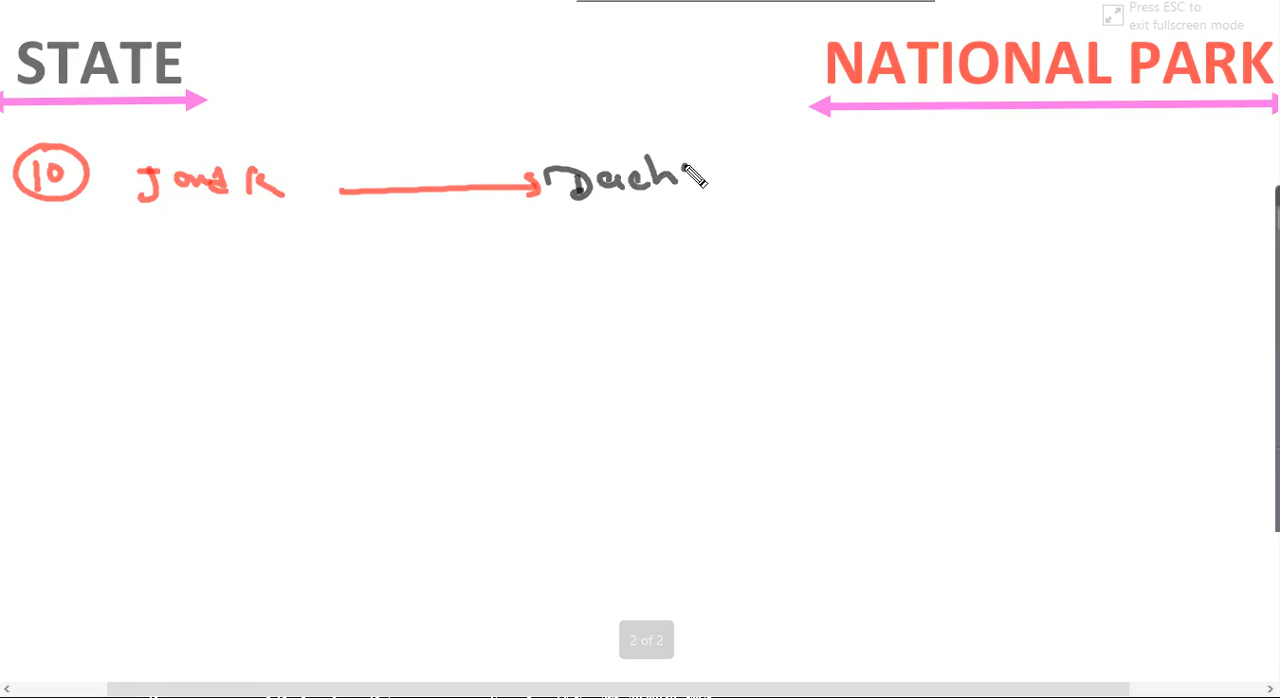 Press ESC to
exit fullscreen mode
STATE NATIONAL PARK
10 J and K Dach
2 of 2